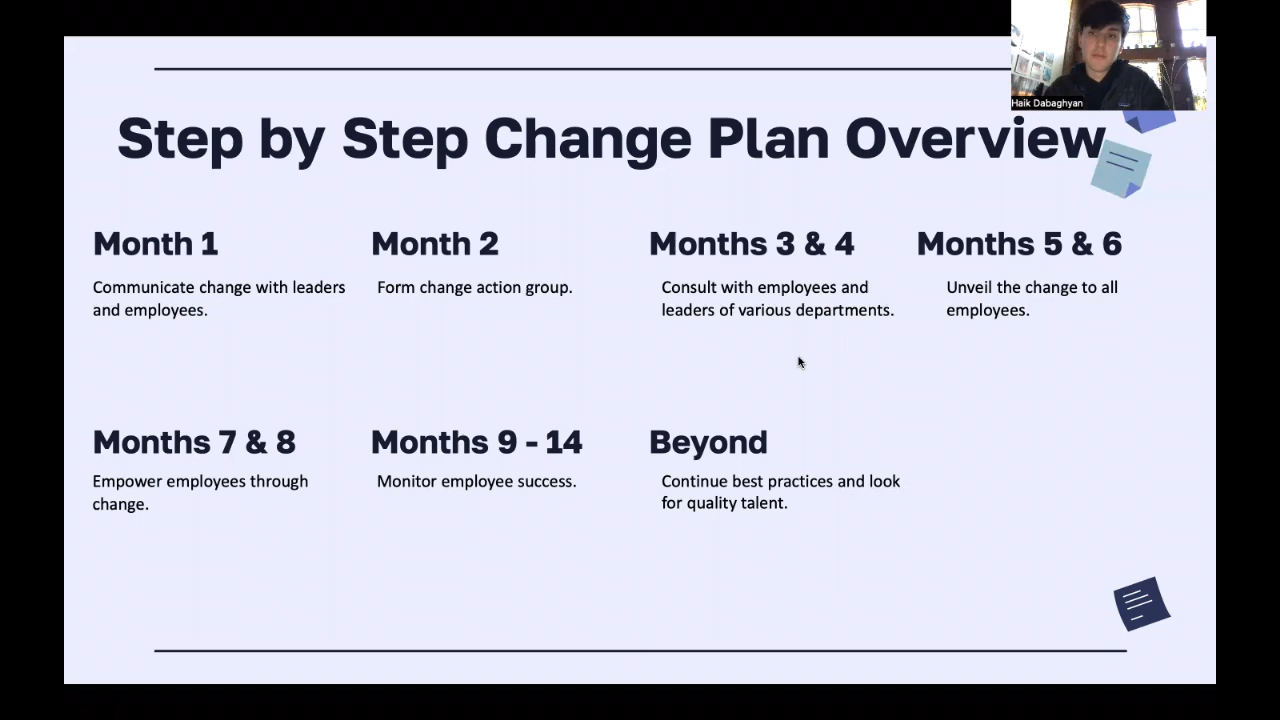 Haik Dabaghyan
Step by Step Change Plan Overview
Month 1
Communicate change with leaders
and employees.
Month 2
Form change action group.
Months 3 & 4
Consult with employees and
leaders of various departments.
Months 5 & 6
Unveil the change to all
employees.
Months 7 & 8
Empower employees through
change.
Months 9 - 14
Monitor employee success.
Beyond
Continue best practices and look
for quality talent.